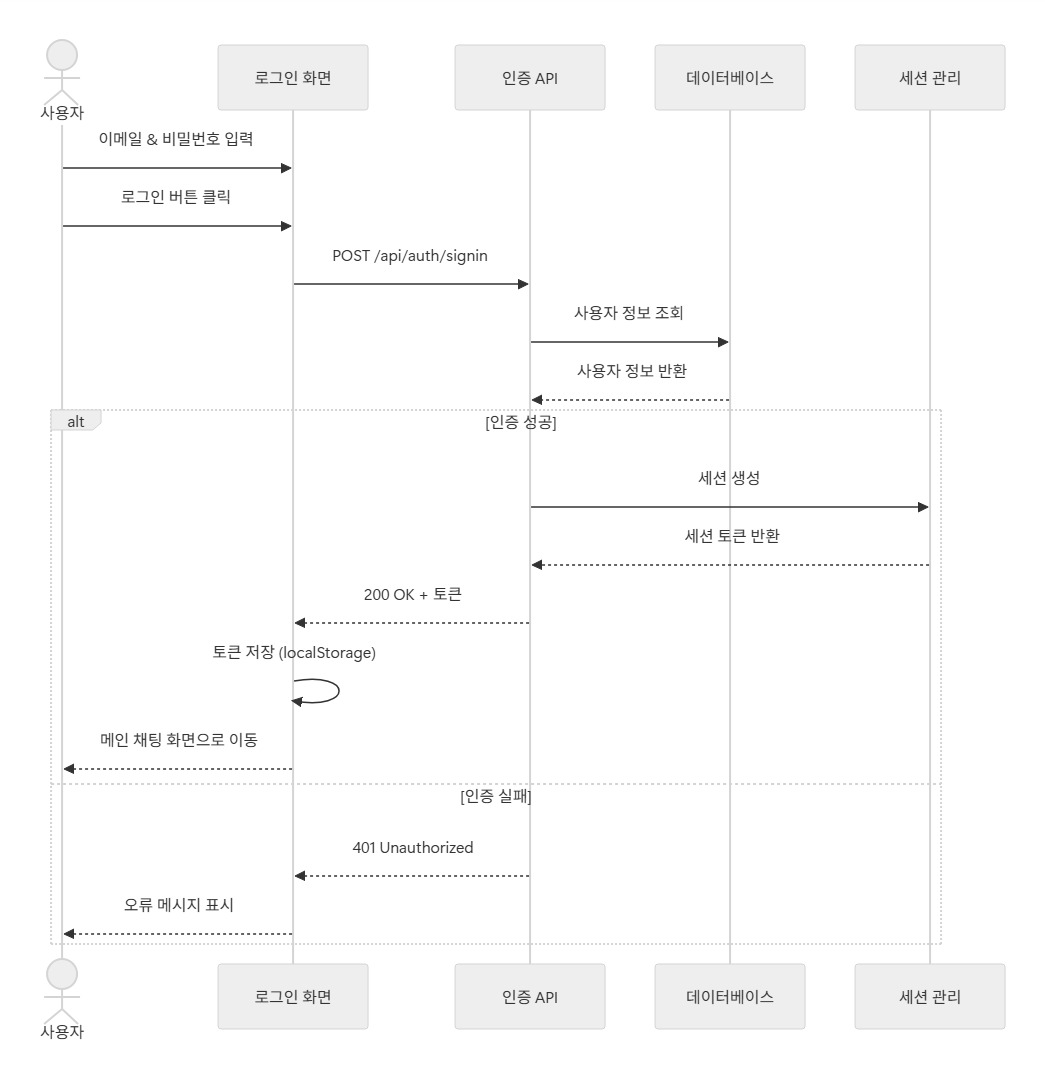 사용자
로그인 화면
인증 API
데이터베이스
세션 관리
이메일 & 비밀번호 입력
로그인 버튼 클릭
POST /api/auth/signin
사용자 정보 조회
사용자 정보 반환
alt
[인증 성공]
세션 생성
세션 토큰 반환
200 OK + 토큰
토큰 저장 (localStorage)
메인 채팅 화면으로 이동
[인증 실패]
401 Unauthorized
오류 메시지 표시
사용자
로그인 화면
인증 API
데이터베이스
세션 관리